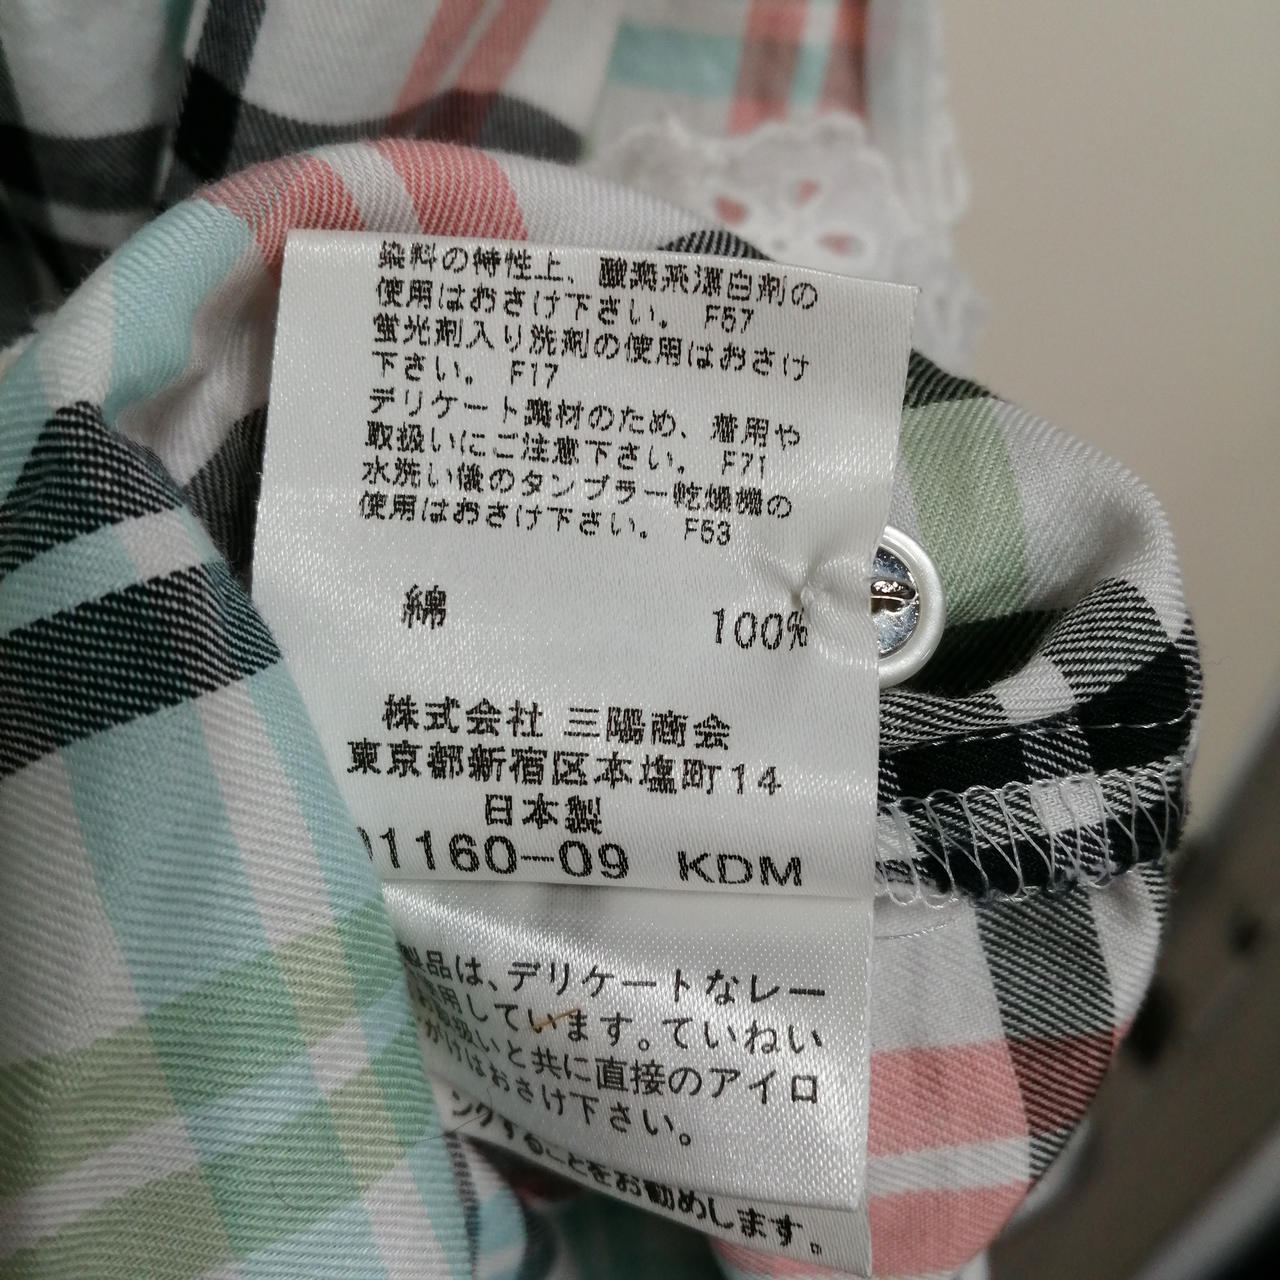 染料の特性上、酸素系漂白剤の
使用はおさけ下さい。 F57
蛍光剤入り洗剤の使用はおさけ
下さい。 F17
デリケート素材のため、着用や
取扱いにご注意下さい。 F71
水洗い後のタンブラー乾燥機の
使用はおさけ下さい。 F53
綿 100%
株式会社 三陽商会
東京都新宿区本塩町14
日本製
01160-09 KDM
製品は、デリケートなレー
使用しています。ていねい
お取扱いと共に直接のアイロ
がけはおさけ下さい。
ングすることをお勧めします。